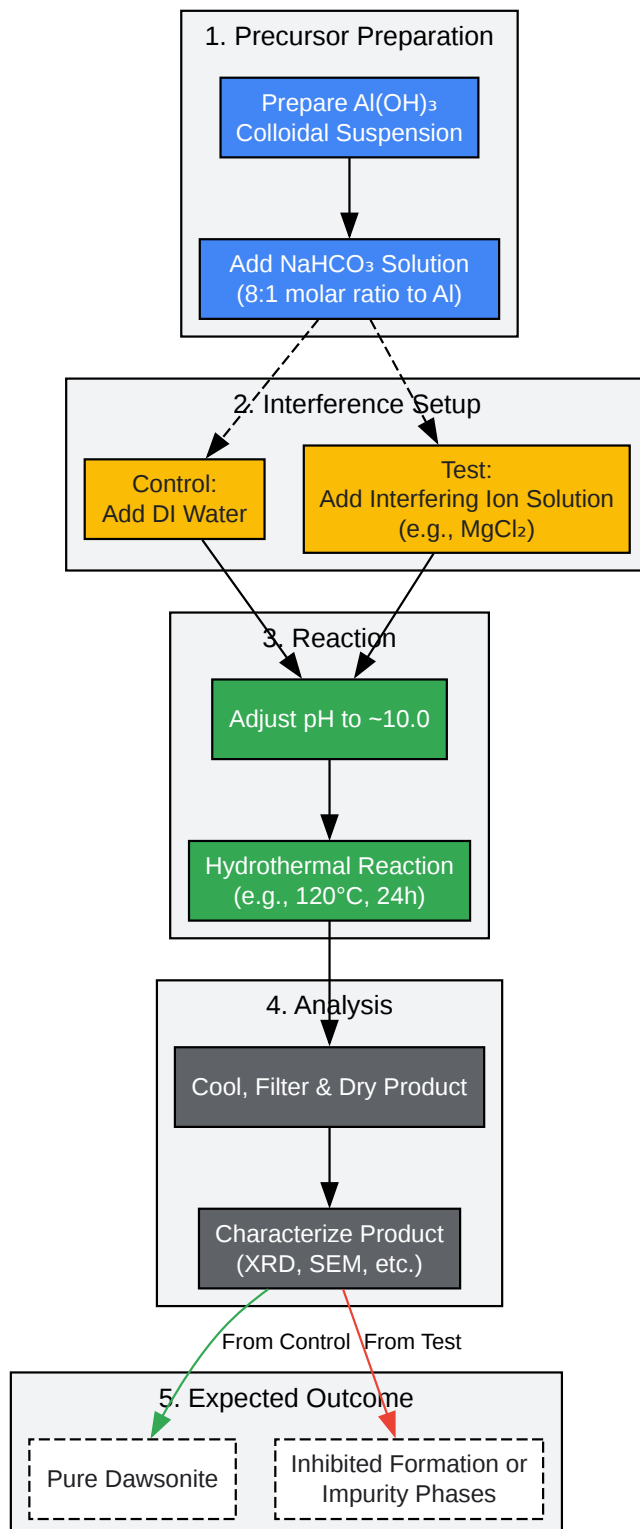 1. Precursor Preparation
Prepare Al(OH)₃
Colloidal Suspension
Add NaHCO₃ Solution
(8:1 molar ratio to Al)
2. Interference Setup
Control:
Add DI Water
Test:
Add Interfering Ion Solution
(e.g., MgCl₂)
3. Reaction
Adjust pH to ~10.0
Hydrothermal Reaction
(e.g., 120°C, 24h)
4. Analysis
Cool, Filter & Dry Product
Characterize Product
(XRD, SEM, etc.)
From Control
From Test
5. Expected Outcome
Pure Dawsonite
Inhibited Formation or
Impurity Phases